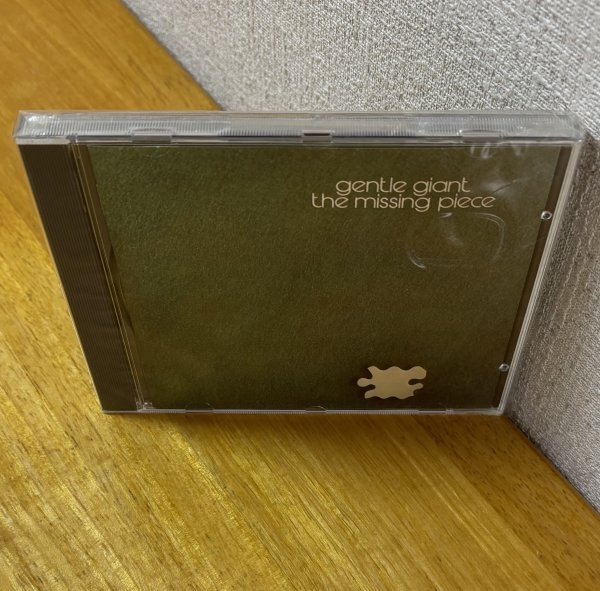 gentle giant
the missing piece